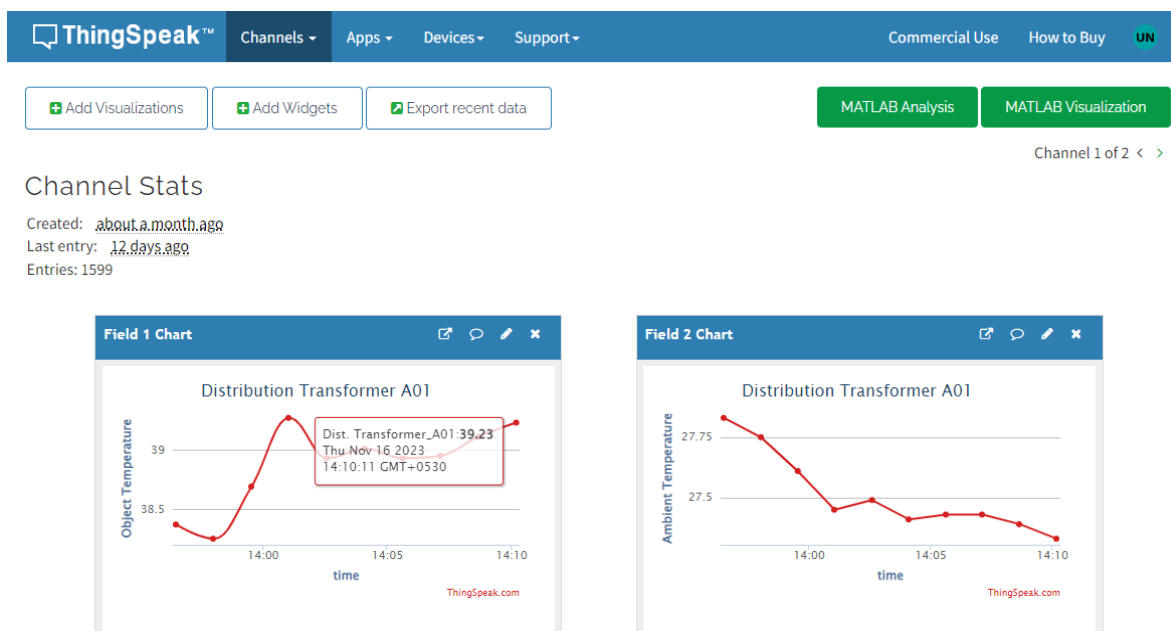 ThingSpeak™ Channels Apps Devices Support Commercial Use How to Buy UN
Add Visualizations Add Widgets Export recent data MATLAB Analysis MATLAB Visualization
Channel 1 of 2 < >
Channel Stats
Created: about a month ago
Last entry: 12 days ago
Entries: 1599
Field 1 Chart
Distribution Transformer A01
Object Temperature
39
38.5
Dist. Transformer_A01:39.23
Thu Nov 16 2023
14:10:11 GMT+0530
14:00 14:05 14:10
time
ThingSpeak.com
Field 2 Chart
Distribution Transformer A01
Ambient Temperature
27.75
27.5
14:00 14:05 14:10
time
ThingSpeak.com